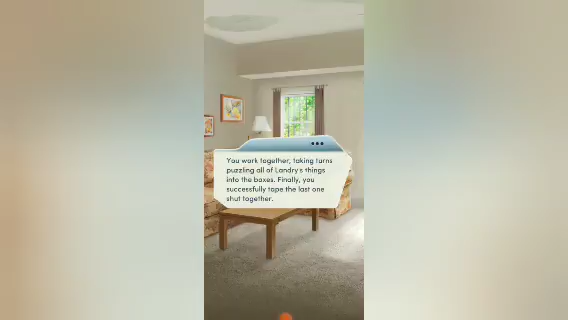 You work together, taking turns
puzzling all of Landry's things
into the boxes. Finally, you
successfully tape the last one
shut together.